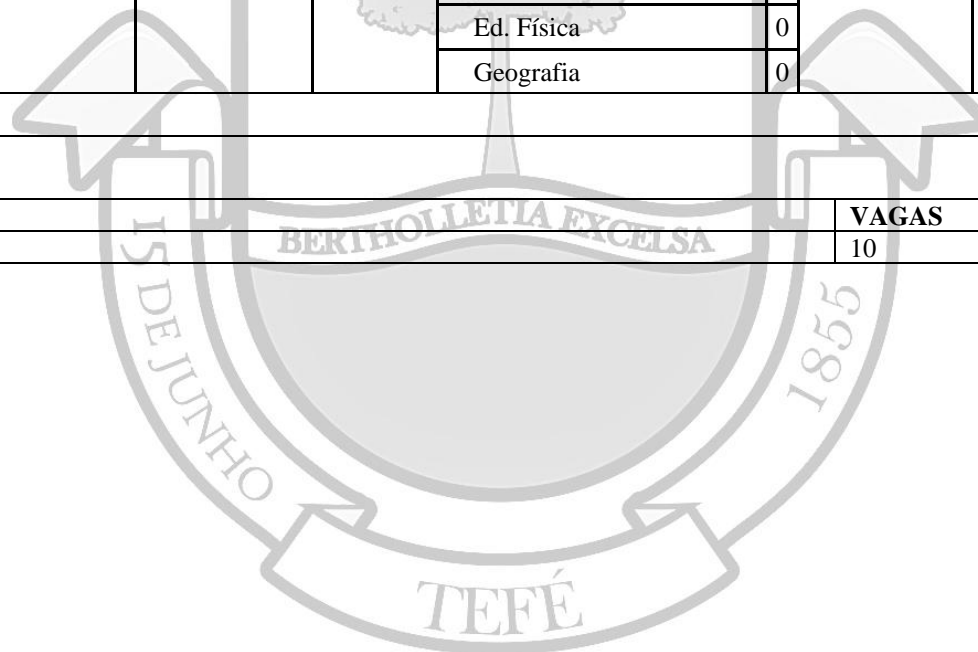 Ed. Física 0
Geografia 0
VAGAS
10
BERTHOLLETIA EXCELSA
15 DE JUNHO
1855
TEFÉ